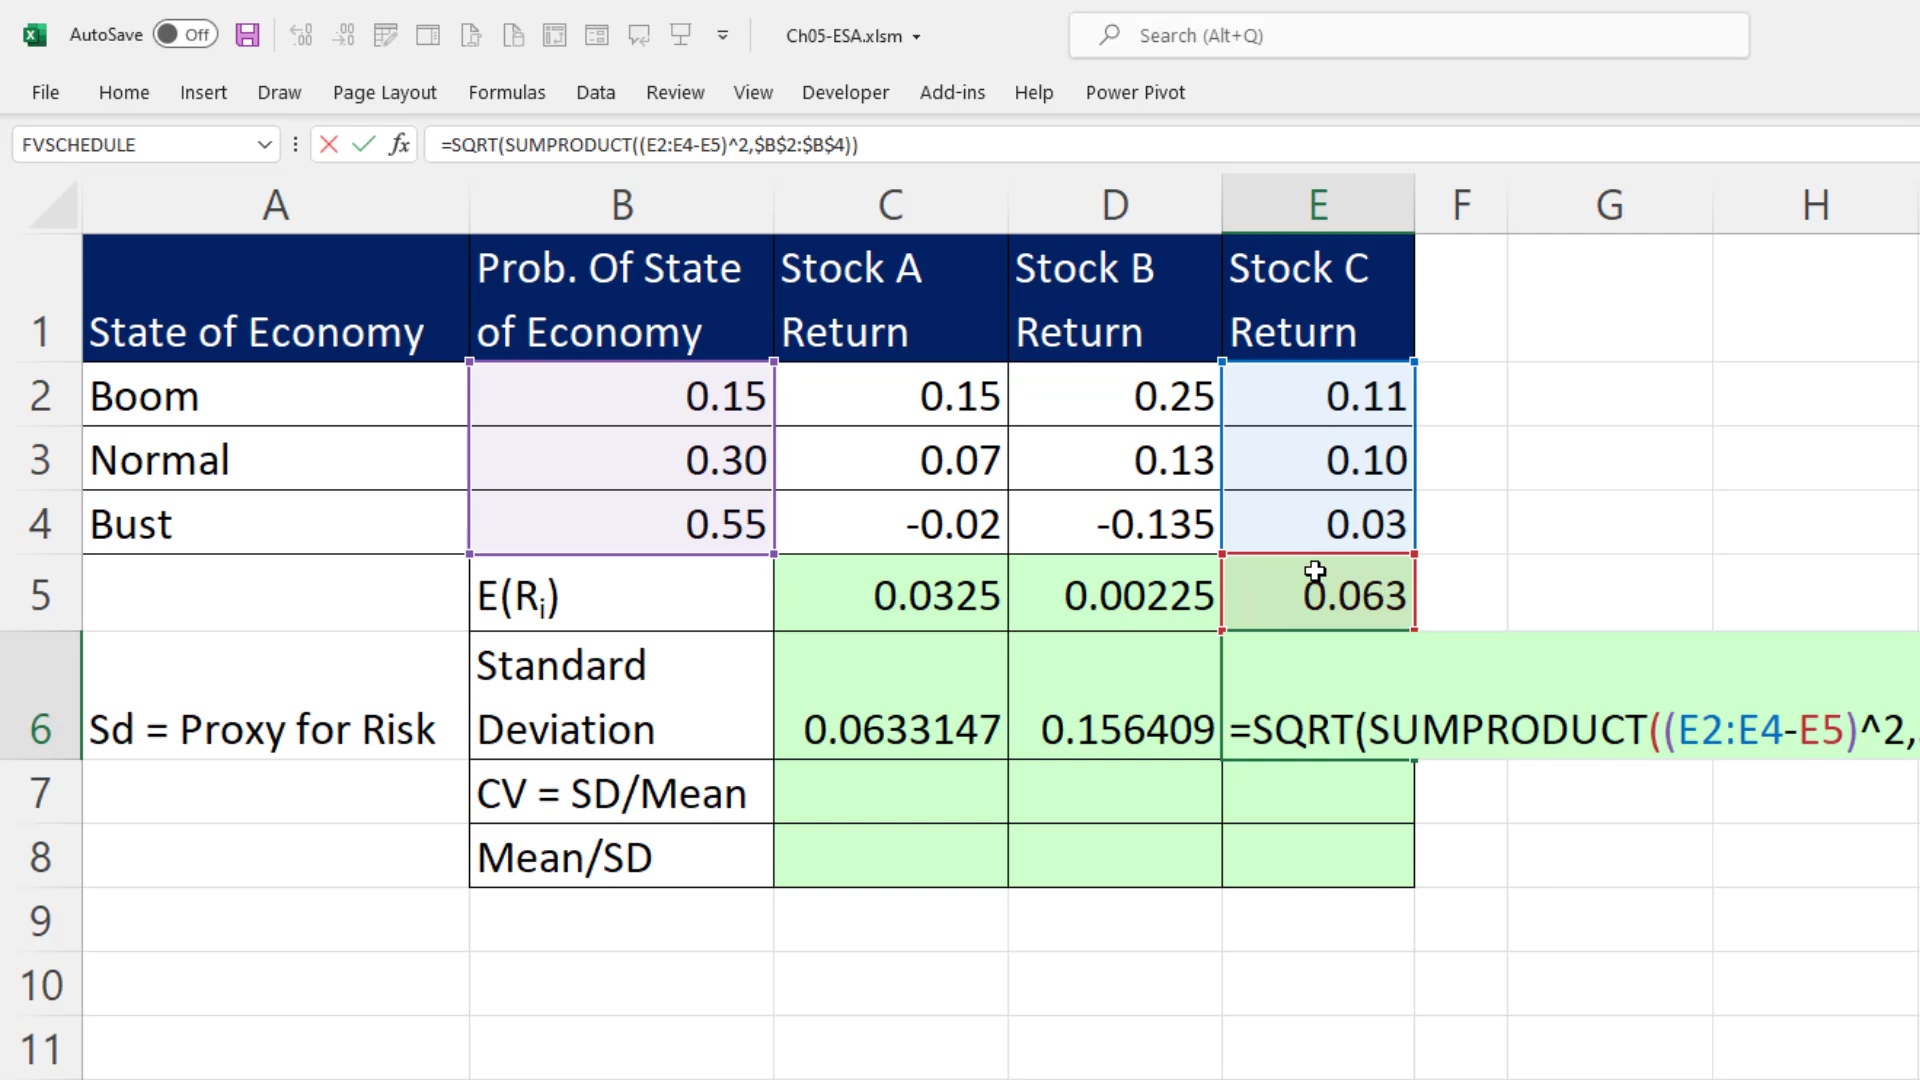 AutoSave Off Ch05-ESA.xlsm Search (Alt+Q)
File Home Insert Draw Page Layout Formulas Data Review View Developer Add-ins Help Power Pivot
FVSCHEDULE fx =SQRT(SUMPRODUCT((E2:E4-E5)^2,$B$2:$B$4))
A B C D E F G H
1 State of Economy
Prob. Of State
of Economy
Stock A
Return
Stock B
Return
Stock C
Return
2 Boom 0.15 0.15 0.25 0.11
3 Normal 0.30 0.07 0.13 0.10
4 Bust 0.55 -0.02 -0.135 0.03
5 E(Ri) 0.0325 0.00225 0.063
6 Sd = Proxy for Risk
Standard
Deviation
0.0633147 0.156409 =SQRT(SUMPRODUCT((E2:E4-E5)^2,
7 CV = SD/Mean
8 Mean/SD
9
10
11